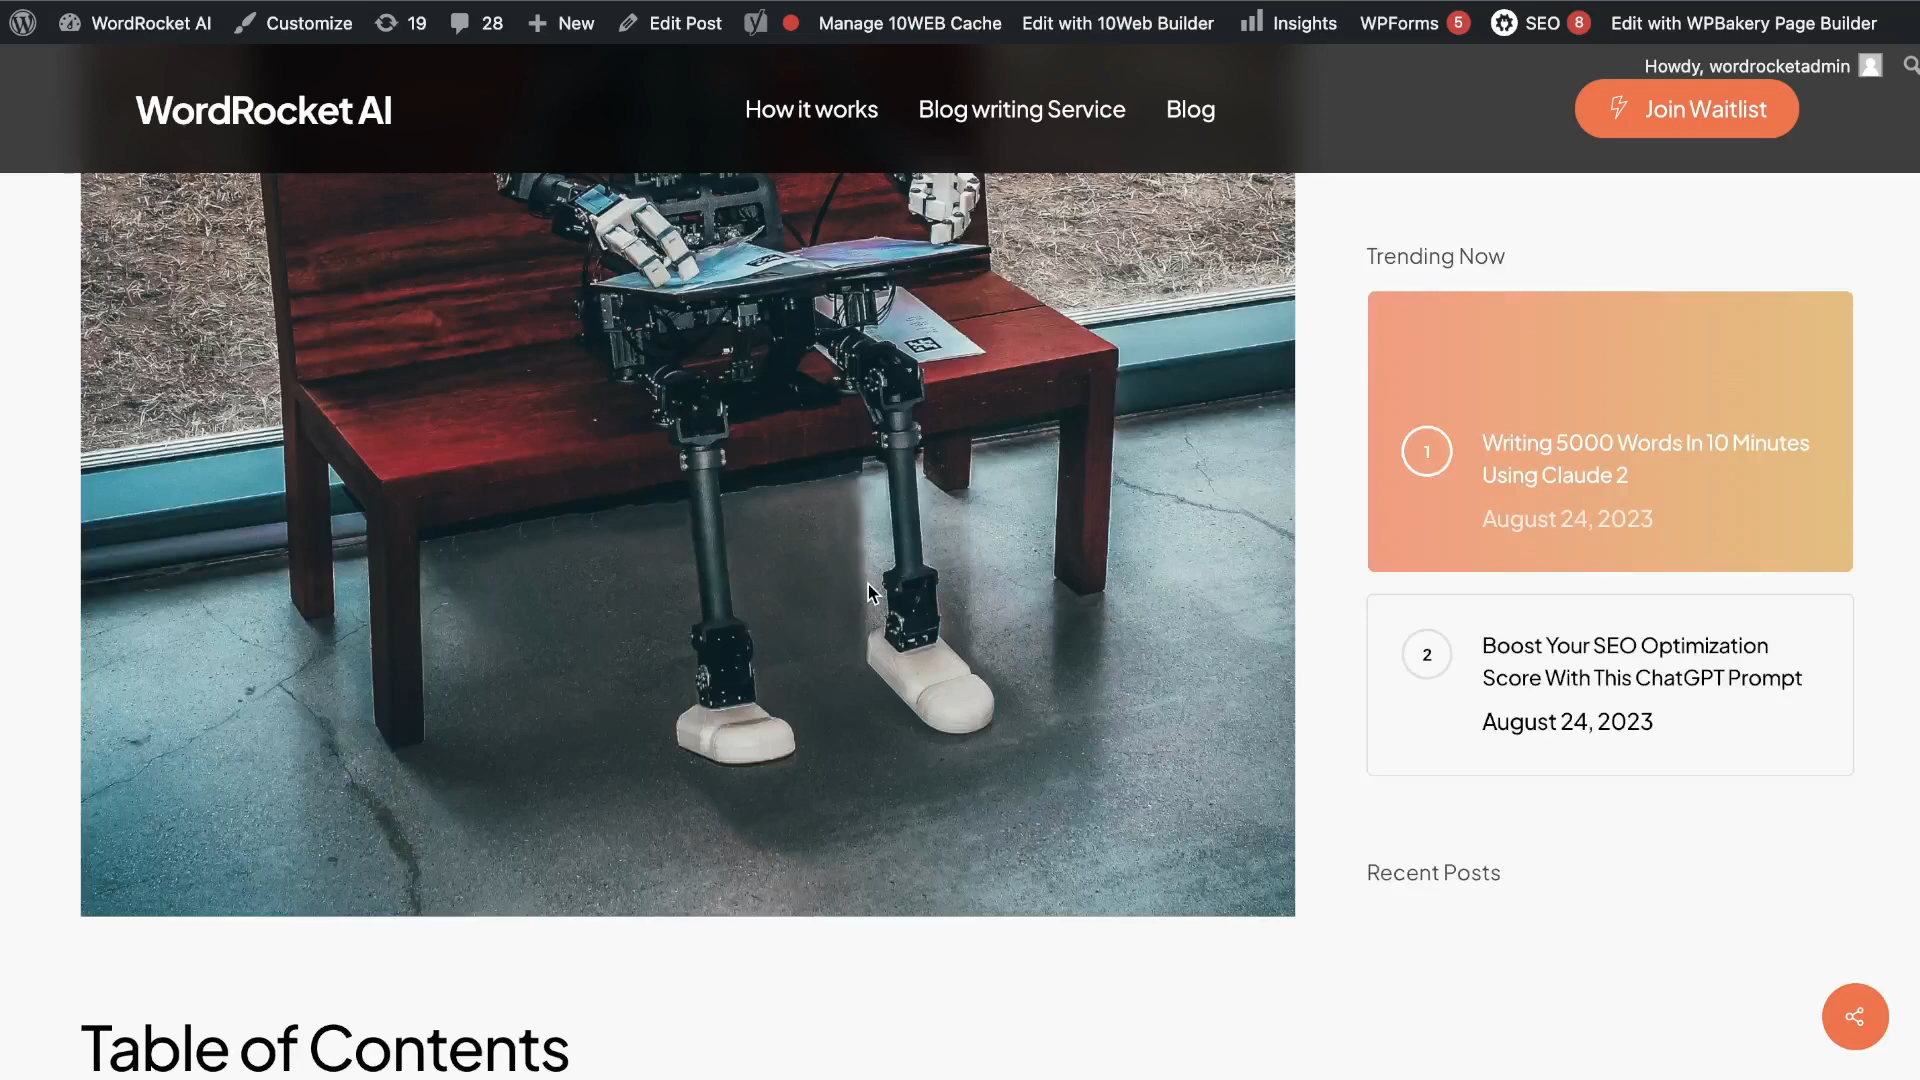 WordRocket AI Customize 19 28 New Edit Post Manage 10WEB Cache Edit with 10Web Builder Insights WPForms 5 SEO 8 Edit with WPBakery Page Builder
Howdy, wordrocketadmin
WordRocket AI How it works Blog writing Service Blog Join Waitlist
Trending Now
1
Writing 5000 Words In 10 Minutes
Using Claude 2
August 24, 2023
2
Boost Your SEO Optimization
Score With This ChatGPT Prompt
August 24, 2023
Recent Posts
Table of Contents